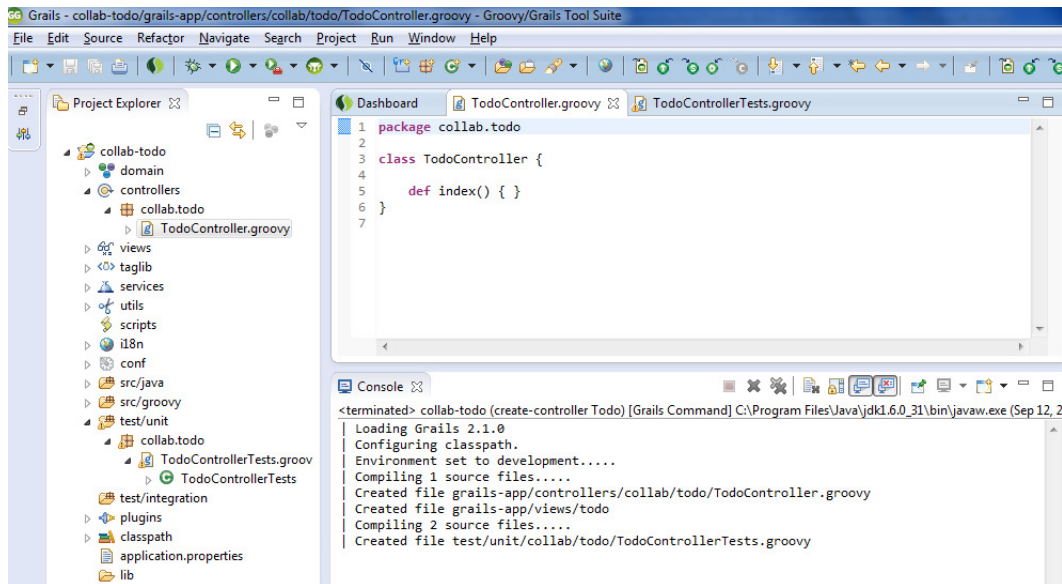 Grails - collab-todo/grails-app/controllers/collab/todo/TodoController.groovy - Groovy/Grails Tool Suite
File Edit Source Refactor Navigate Search Project Run Window Help
Project Explorer
collab-todo
domain
controllers
collab.todo
TodoController.groovy
views
taglib
services
utils
scripts
i18n
conf
src/java
src/groovy
test/unit
collab.todo
TodoControllerTests.groov
TodoControllerTests
test/integration
plugins
classpath
application.properties
lib
Dashboard TodoController.groovy TodoControllerTests.groovy
1 package collab.todo
2
3 class TodoController {
4
5 def index() { }
6 }
7
Console
<terminated> collab-todo (create-controller Todo) [Grails Command] C:\Program Files\Java\jdk1.6.0_31\bin\javaw.exe (Sep 12, 2
| Loading Grails 2.1.0
| Configuring classpath.
| Environment set to development.....
| Compiling 1 source files.....
| Created file grails-app/controllers/collab/todo/TodoController.groovy
| Created file grails-app/views/todo
| Compiling 2 source files.....
| Created file test/unit/collab/todo/TodoControllerTests.groovy